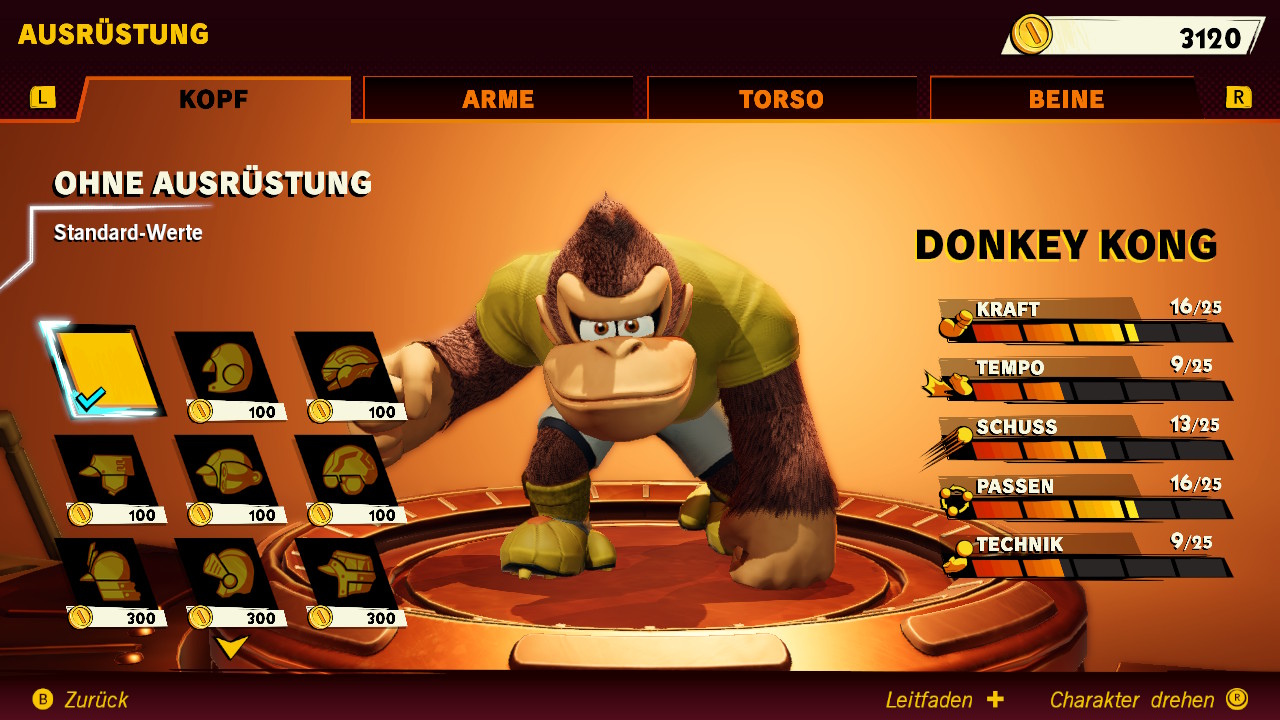 AUSRÜSTUNG
3120
L
KOPF
ARME
TORSO
BEINE
R
OHNE AUSRÜSTUNG
Standard-Werte
100
100
100
100
100
300
300
300
DONKEY KONG
KRAFT 16/25
TEMPO 9/25
SCHUSS 13/25
PASSEN 16/25
TECHNIK 9/25
B Zurück
Leitfaden +
Charakter drehen R